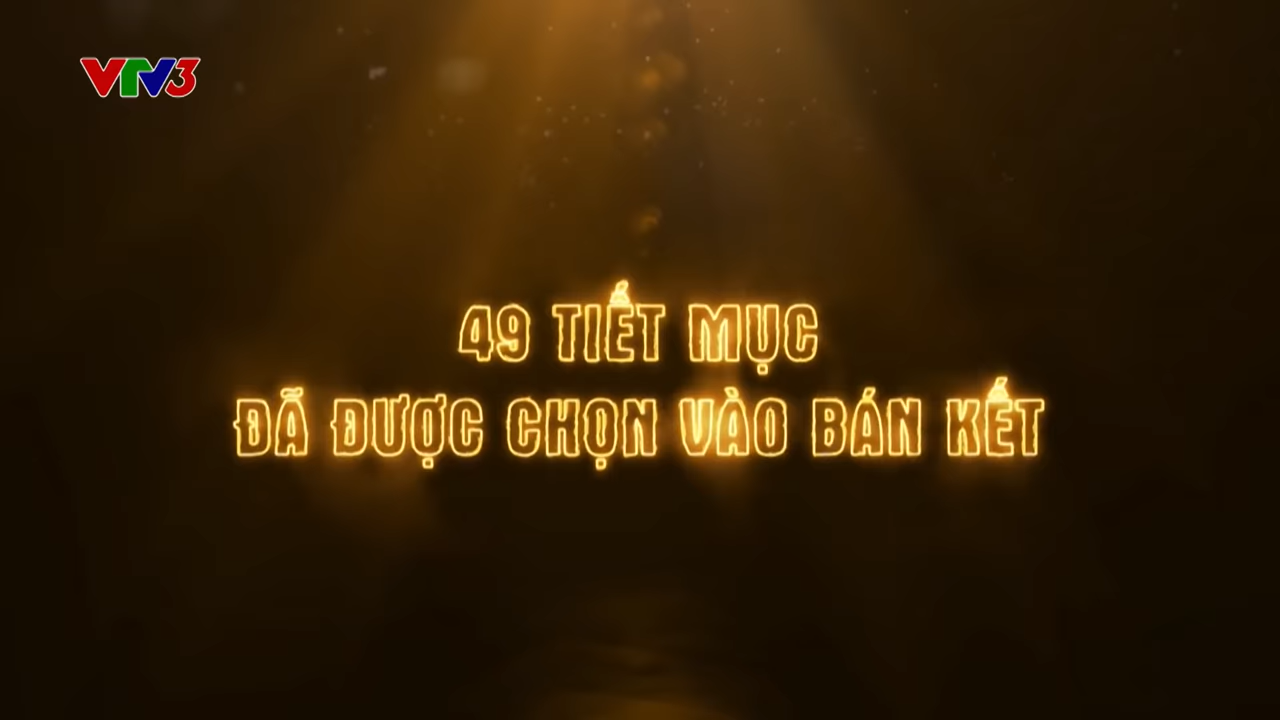 VTV3
49 TIẾT MỤC
ĐÃ ĐƯỢC CHỌN VÀO BÁN KẾT